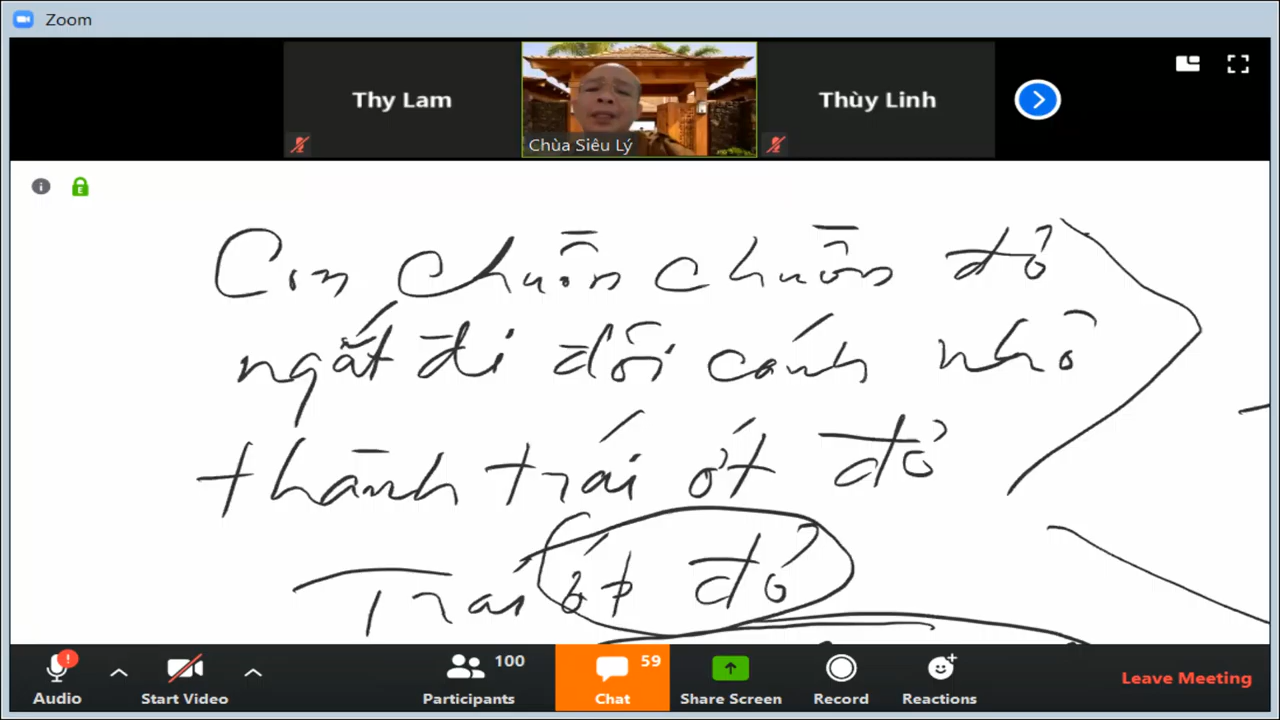 Zoom
Thy Lam
Chùa Siêu Lý
Thùy Linh
E
Con chuồn chuồn đỏ
ngắt đi đôi cánh nhỏ
thành trái ớt đỏ
Trái ớt đỏ
Audio
Start Video
Participants
100
Chat
59
Share Screen
Record
Reactions
Leave Meeting